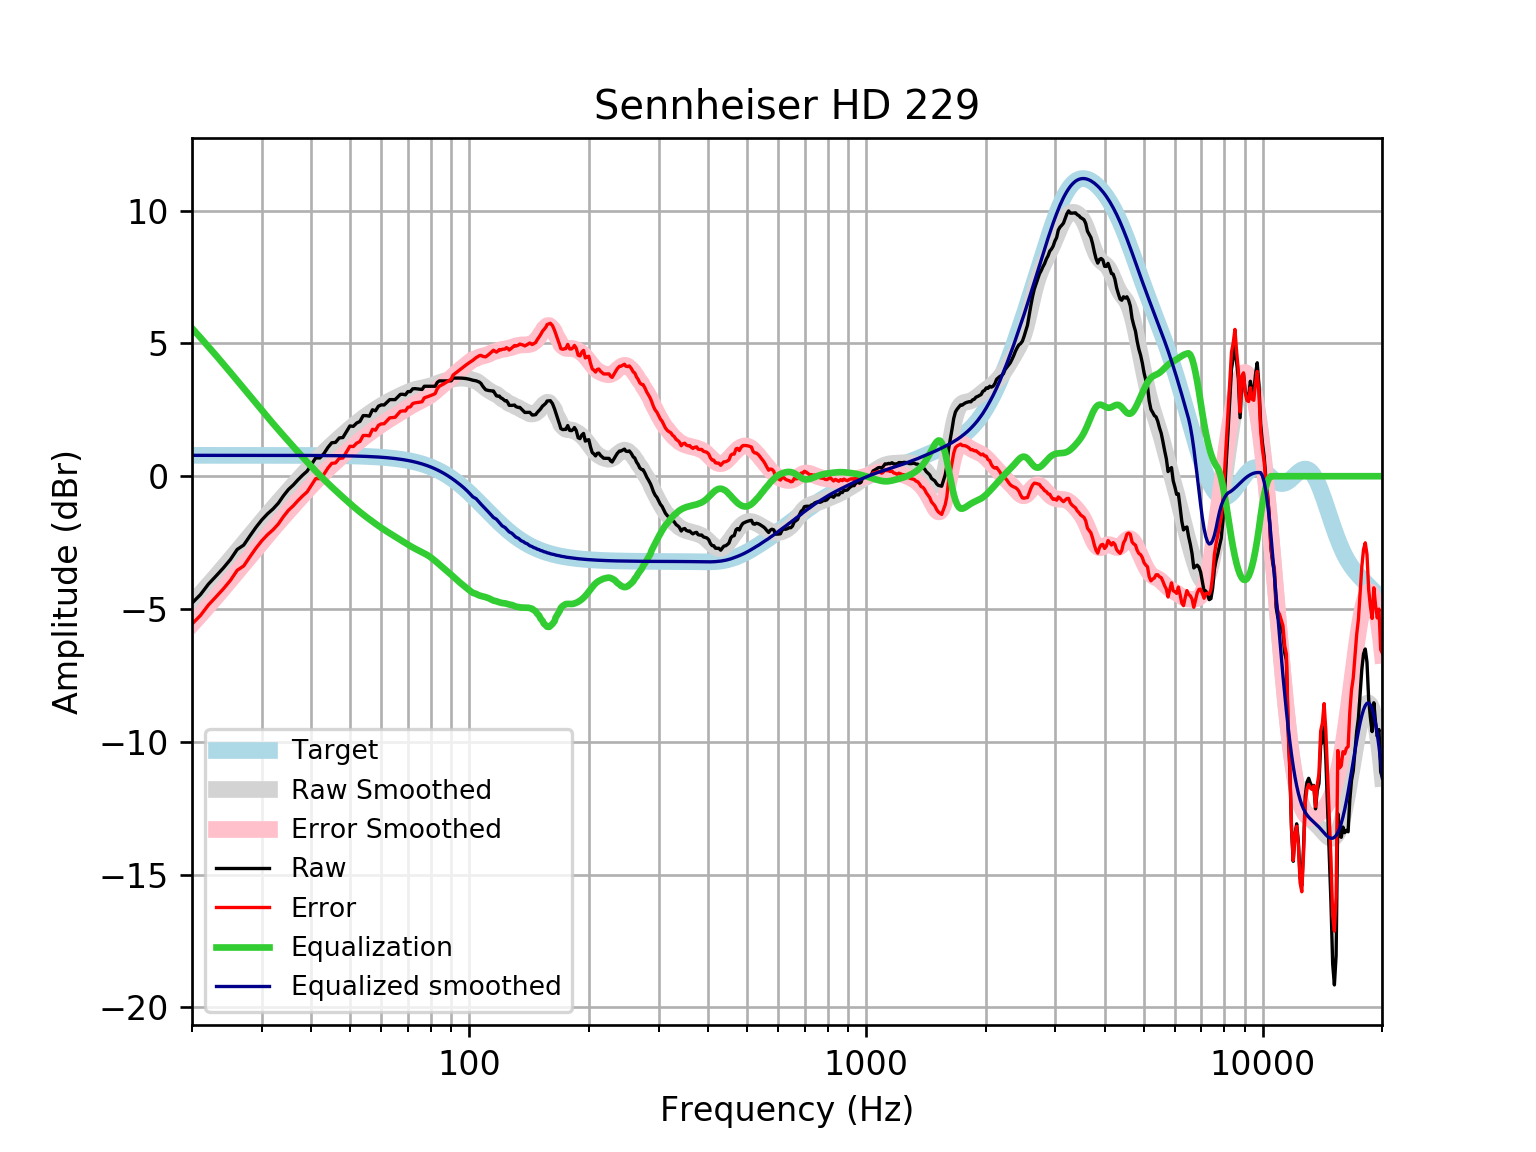 Sennheiser HD 229
Amplitude (dBr)
10
5
0
−5
−10
−15
−20
Target
Raw Smoothed
Error Smoothed
Raw
Error
Equalization
Equalized smoothed
100 1000 10000
Frequency (Hz)